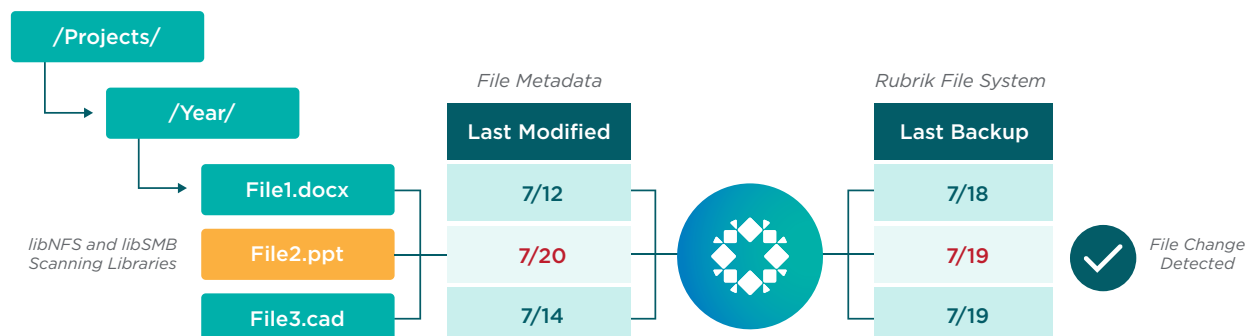 /Projects/
File Metadata
Rubrik File System
/Year/
Last Modified
Last Backup
File1.docx
7/12
7/18
libNFS and libSMB
Scanning Libraries
File2.ppt
7/20
7/19
File Change
Detected
File3.cad
7/14
7/19